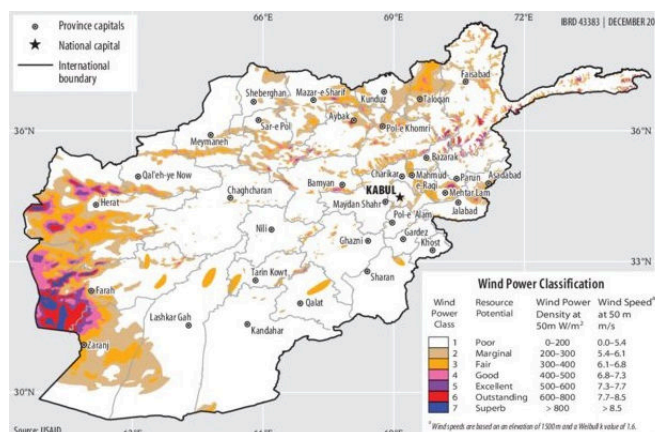 Province capitals
National capital
International
boundary
66°E
69°E
72°E
IBRD 43383 | DECEMBER 20
36°N
36°N
33°N
33°N
30°N
30°N
Faisabad
Sheberghan
Mazar-e Sharif
Kunduz
Taloqan
Aybak
Sar-e Pol
Pol-e Khomri
Meymaneh
Bazarak
Qal'eh-ye Now
Charikar
Mahmud
-e-Raqi
Parun
Asadabad
Bamyan
KABUL
Mehtar Lam
Chaghcharan
Maydan Shahr
Jalabad
Herat
Pol-e 'Alam
Nili
Gardez
Ghazni
Khost
Tarin Kowt
Sharan
Farah
Qalat
Lashkar Gah
Kandahar
Zaranj
Wind Power Classification
Wind Power Class
Resource Potential
Wind Power Density at 50m W/m²
Wind Speedª at 50 m m/s
1 Poor 0–200 0.0–5.4
2 Marginal 200–300 5.4–6.1
3 Fair 300–400 6.1–6.8
4 Good 400–500 6.8–7.3
5 Excellent 500–600 7.3–7.7
6 Outstanding 600–800 7.7–8.5
7 Superb > 800 > 8.5
ª Wind speeds are based on an elevation of 1500 m and a Weibull k value of 1.6.
Source: USAID